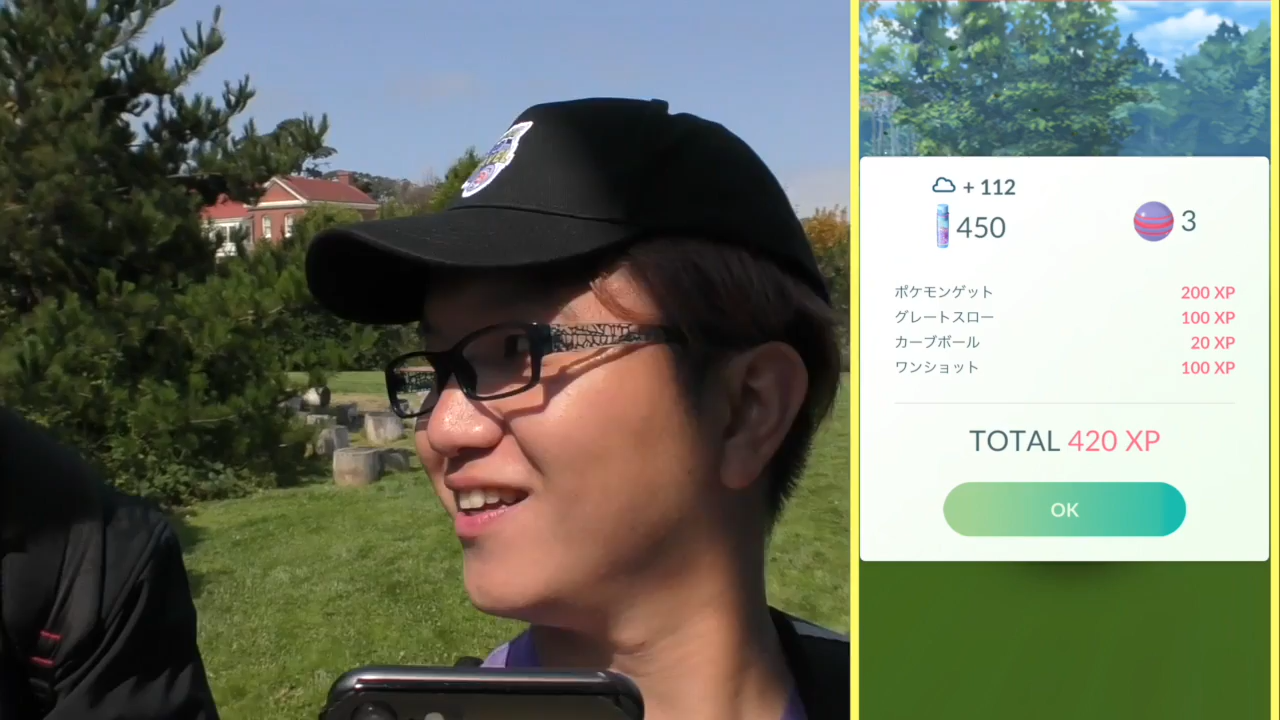 + 112
450
3
ポケモンゲット 200 XP
グレートスロー 100 XP
カーブボール 20 XP
ワンショット 100 XP
TOTAL 420 XP
OK